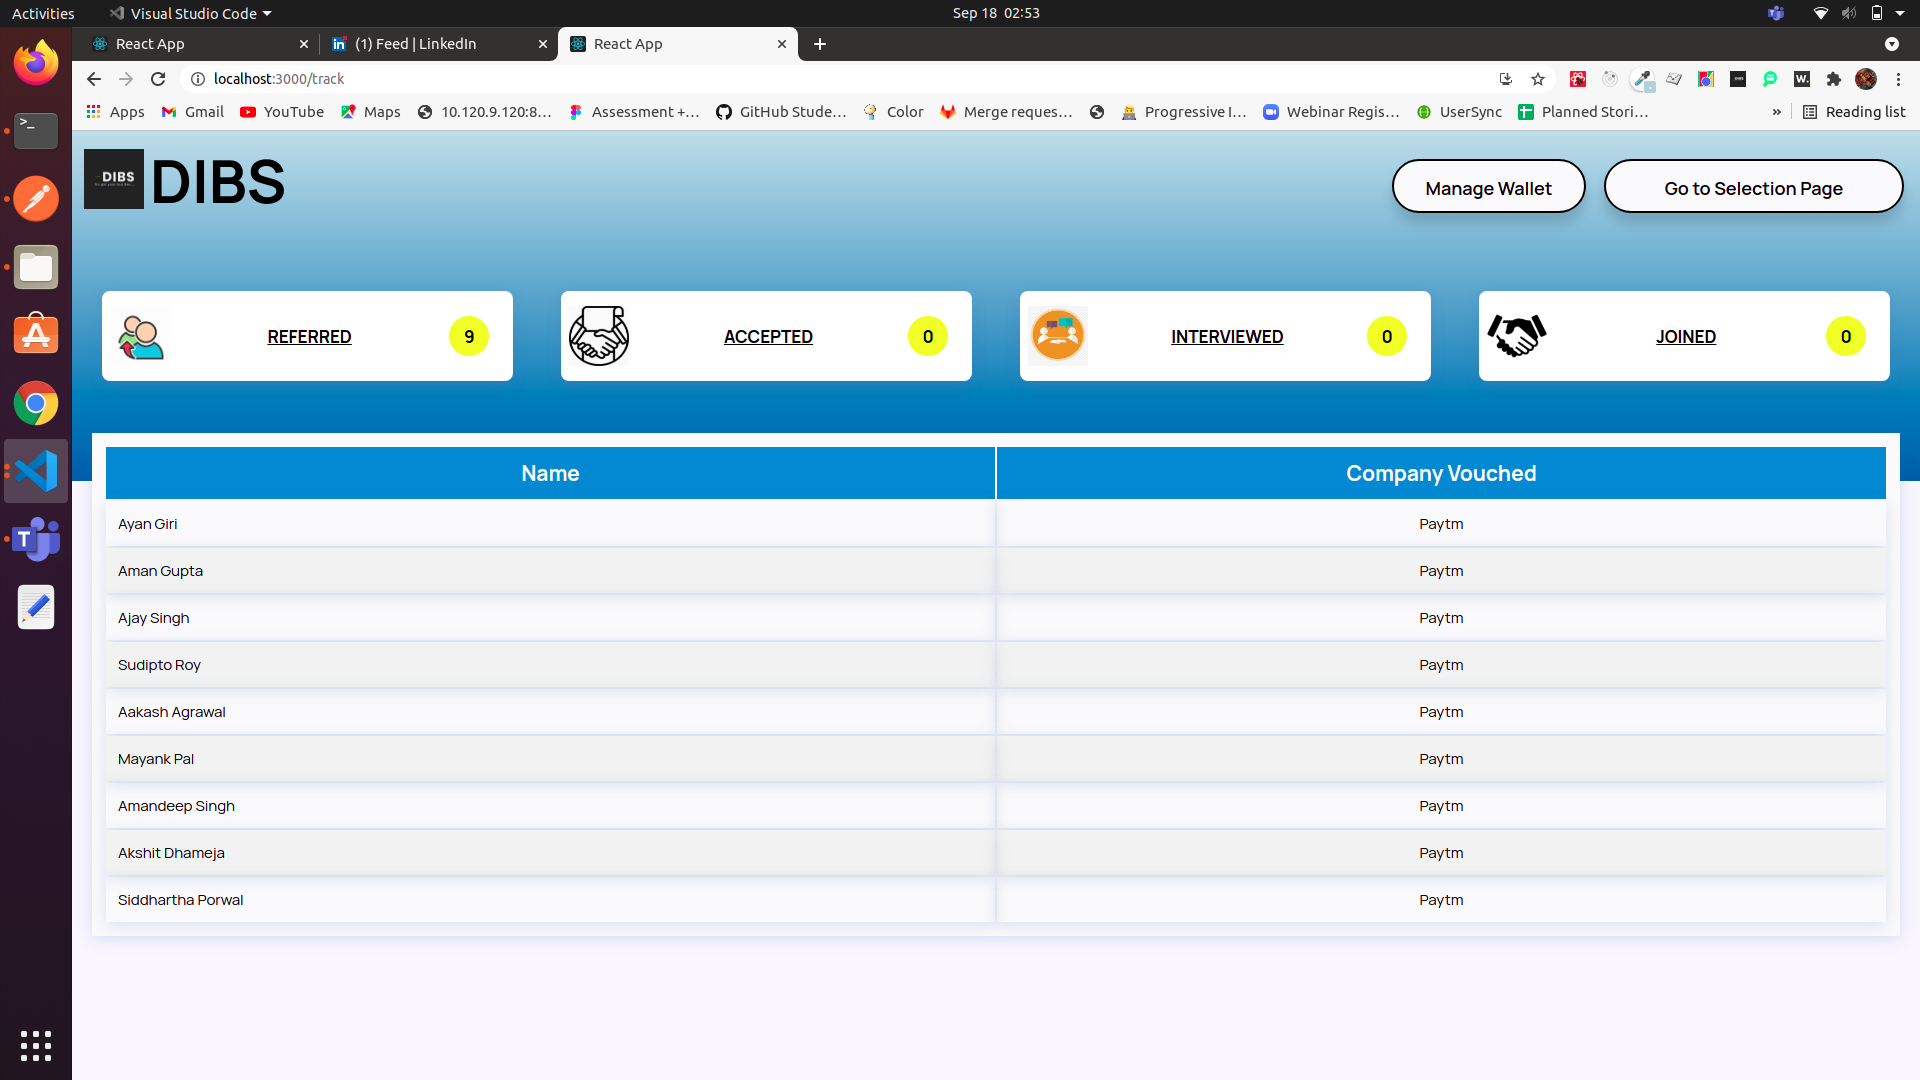 Activities Visual Studio Code Sep 18 02:53
React App (1) Feed | LinkedIn React App
localhost:3000/track
Apps Gmail YouTube Maps 10.120.9.120:8... Assessment +... GitHub Stude... Color Merge reques... Progressive I... Webinar Regis... UserSync Planned Stori... » Reading list
DIBS DIBS Manage Wallet Go to Selection Page
REFERRED 9 ACCEPTED 0 INTERVIEWED 0 JOINED 0
Name Company Vouched
Ayan Giri Paytm
Aman Gupta Paytm
Ajay Singh Paytm
Sudipto Roy Paytm
Aakash Agrawal Paytm
Mayank Pal Paytm
Amandeep Singh Paytm
Akshit Dhameja Paytm
Siddhartha Porwal Paytm